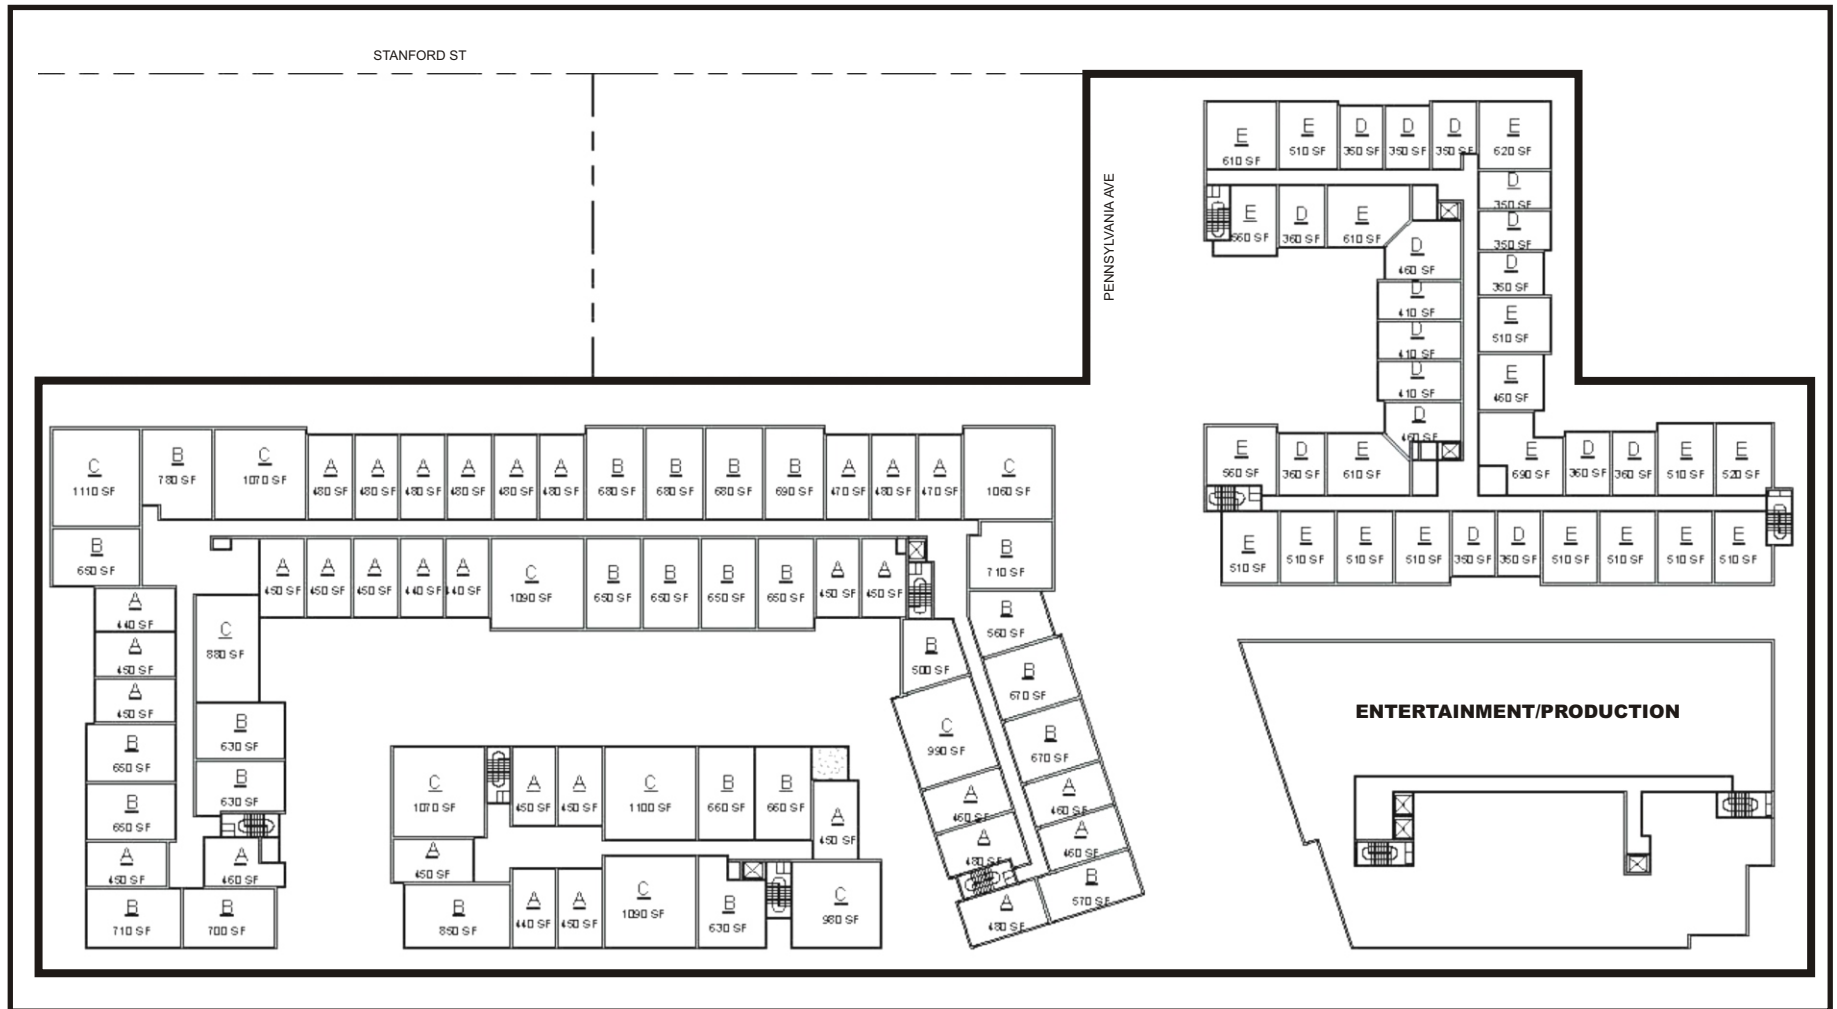 STANFORD ST
PENNSYLVANIA AVE
E
610 SF
E
510 SF
D
350 SF
D
350 SF
D
350 SF
E
620 SF
D
350 SF
D
350 SF
D
350 SF
E
510 SF
E
460 SF
E
560 SF
D
360 SF
E
610 SF
D
460 SF
D
410 SF
D
410 SF
D
410 SF
D
460 SF
E
560 SF
D
360 SF
E
610 SF
E
690 SF
D
360 SF
D
360 SF
E
510 SF
E
520 SF
E
510 SF
E
510 SF
E
510 SF
E
510 SF
D
350 SF
D
350 SF
E
510 SF
E
510 SF
E
510 SF
E
510 SF
C
1110 SF
B
780 SF
C
1070 SF
A
480 SF
A
480 SF
A
480 SF
A
480 SF
A
480 SF
A
480 SF
B
680 SF
B
680 SF
B
680 SF
B
690 SF
A
470 SF
A
480 SF
A
470 SF
C
1060 SF
B
650 SF
A
450 SF
A
450 SF
A
450 SF
A
440 SF
A
440 SF
C
1090 SF
B
650 SF
B
650 SF
B
650 SF
B
650 SF
A
450 SF
A
450 SF
B
710 SF
A
440 SF
A
450 SF
A
450 SF
B
650 SF
B
650 SF
A
450 SF
B
710 SF
C
880 SF
B
630 SF
B
630 SF
A
460 SF
B
700 SF
B
560 SF
B
500 SF
B
670 SF
C
990 SF
B
670 SF
A
460 SF
A
460 SF
A
480 SF
A
460 SF
A
480 SF
B
570 SF
C
1070 SF
A
450 SF
A
450 SF
C
1100 SF
B
660 SF
B
660 SF
A
450 SF
A
450 SF
B
850 SF
A
440 SF
A
450 SF
C
1090 SF
B
630 SF
C
980 SF
ENTERTAINMENT/PRODUCTION